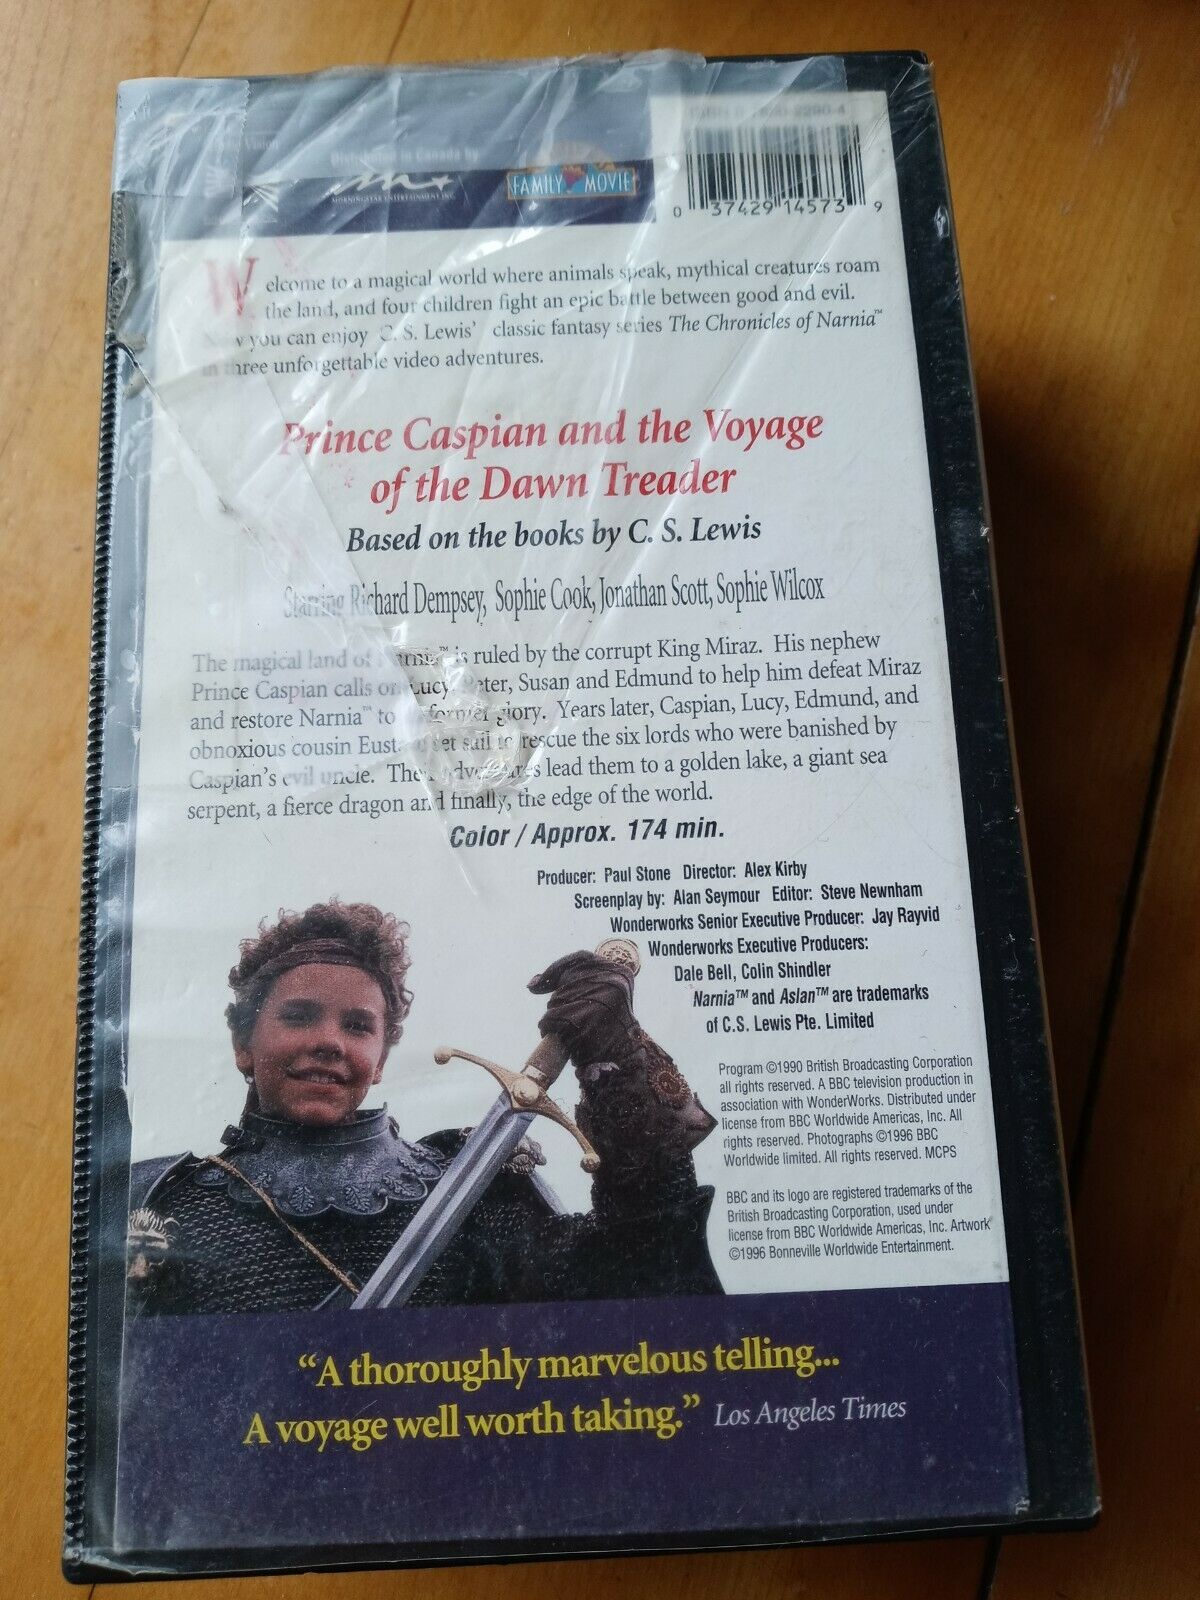 Distributed in Canada by
MORNINGSTAR ENTERTAINMENT INC.
FAMILY MOVIE
0 37429 14573 9
Welcome to a magical world where animals speak, mythical creatures roam
the land, and four children fight an epic battle between good and evil.
you can enjoy C. S. Lewis' classic fantasy series The Chronicles of Narnia™
in three unforgettable video adventures.
Prince Caspian and the Voyage
of the Dawn Treader
Based on the books by C. S. Lewis
Starring Richard Dempsey, Sophie Cook, Jonathan Scott, Sophie Wilcox
The magical land of Narnia™ is ruled by the corrupt King Miraz. His nephew
Prince Caspian calls on Lucy, Peter, Susan and Edmund to help him defeat Miraz
and restore Narnia™ to former glory. Years later, Caspian, Lucy, Edmund, and
obnoxious cousin set sail to rescue the six lords who were banished by
Caspian's evil uncle. Their adventures lead them to a golden lake, a giant sea
serpent, a fierce dragon and finally, the edge of the world.
Color / Approx. 174 min.
Producer: Paul Stone Director: Alex Kirby
Screenplay by: Alan Seymour Editor: Steve Newnham
Wonderworks Senior Executive Producer: Jay Rayvid
Wonderworks Executive Producers:
Dale Bell, Colin Shindler
Narnia™ and Aslan™ are trademarks
of C.S. Lewis Pte. Limited
Program ©1990 British Broadcasting Corporation
all rights reserved. A BBC television production in
association with WonderWorks. Distributed under
license from BBC Worldwide Americas, Inc. All
rights reserved. Photographs ©1996 BBC
Worldwide limited. All rights reserved. MCPS
BBC and its logo are registered trademarks of the
British Broadcasting Corporation, used under
license from BBC Worldwide Americas, Inc. Artwork
©1996 Bonneville Worldwide Entertainment.
“A thoroughly marvelous telling...
A voyage well worth taking.” Los Angeles Times